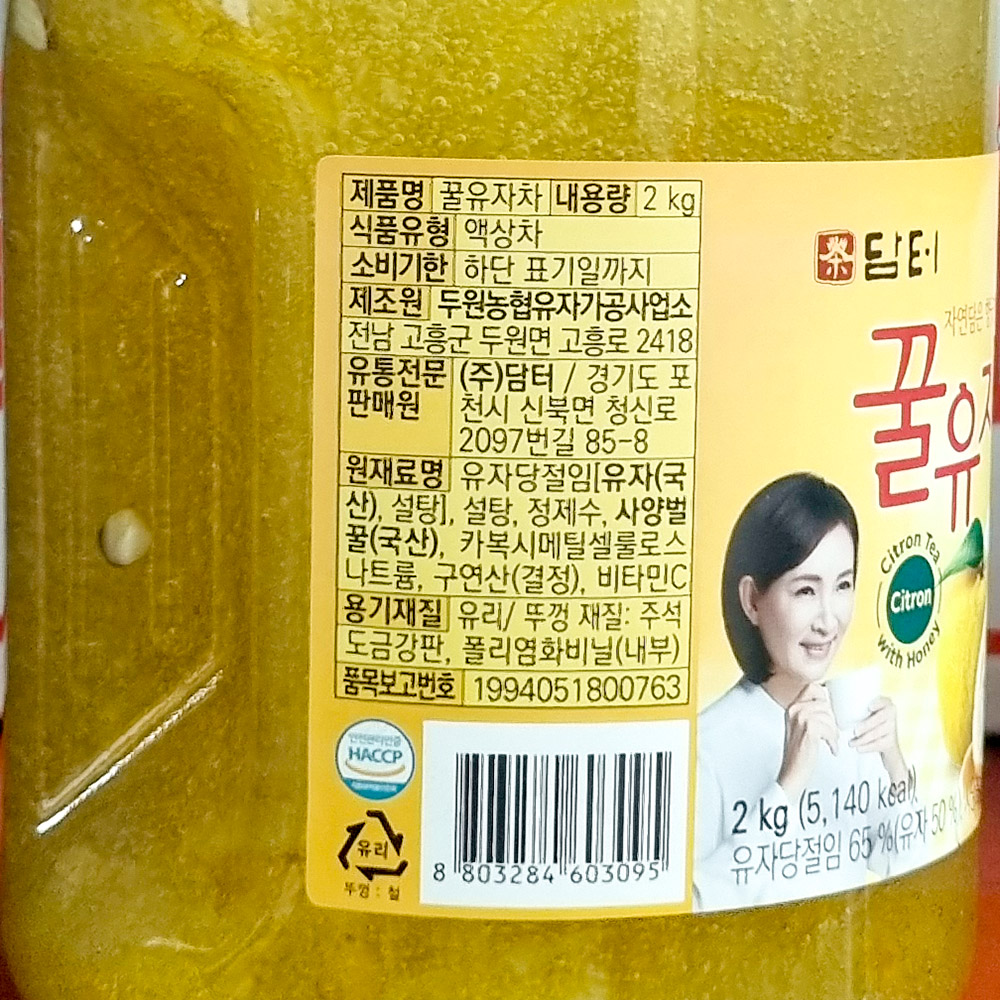 제품명 꿀유자차 내용량 2 kg
식품유형 액상차
소비기한 하단 표기일까지
제조원 두원농협유자가공사업소
전남 고흥군 두원면 고흥로 2418
유통전문 (주)담터 / 경기도 포
판매원 천시 신북면 청신로
2097번길 85-8
원재료명 유자당절임[유자(국
산), 설탕], 설탕, 정제수, 사양벌
꿀(국산), 카복시메틸셀룰로스
나트륨, 구연산(결정), 비타민C
용기재질 유리/ 뚜껑 재질: 주석
도금강판, 폴리염화비닐(내부)
품목보고번호 1994051800763
HACCP
유리
뚜껑 : 철
8 803284 603095
茶 담터
자연담은
꿀유자
Citron Tea
Citron
With Honey
2 kg (5,140 kcal)
유자당절임 65 %(유자 50 %